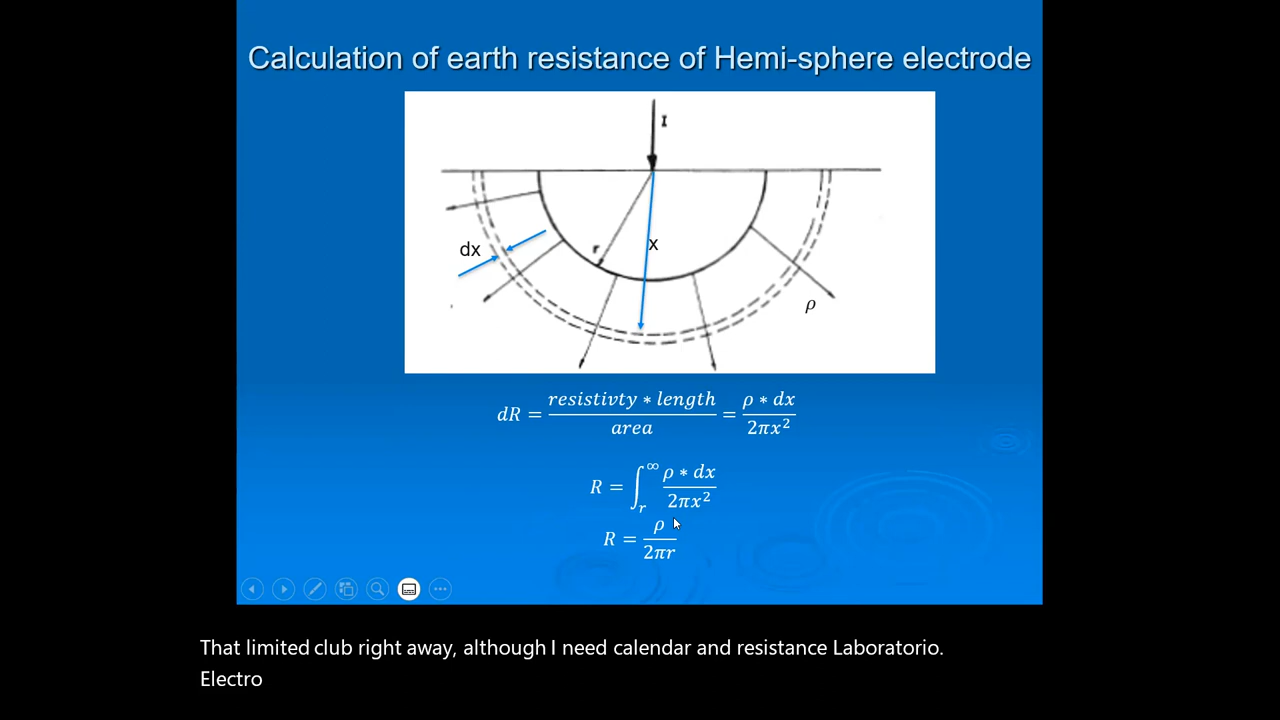 Calculation of earth resistance of Hemi-sphere electrode
I
dx
r
x
ρ
dR = resistivty * length / area = ρ * dx / 2πx²
R = ∫_r^∞ ρ * dx / 2πx²
R = ρ / 2πr
That limited club right away, although I need calendar and resistance Laboratorio.
Electro